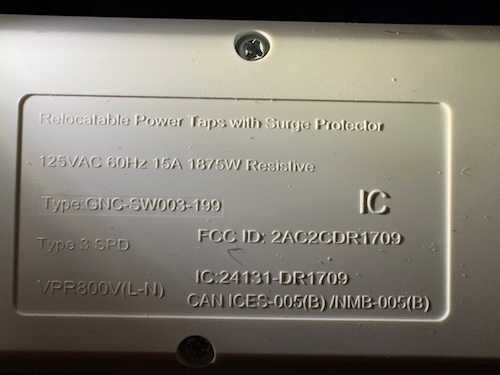 Relocatable Power Taps with Surge Protector
125VAC 60Hz 15A 1875W Resistive
Type:GNC-SW003-199
IC
Type 3 SPD
FCC ID: 2AC2CDR1709
VPR800V(L-N)
IC:24131-DR1709
CAN ICES-005(B) /NMB-005(B)